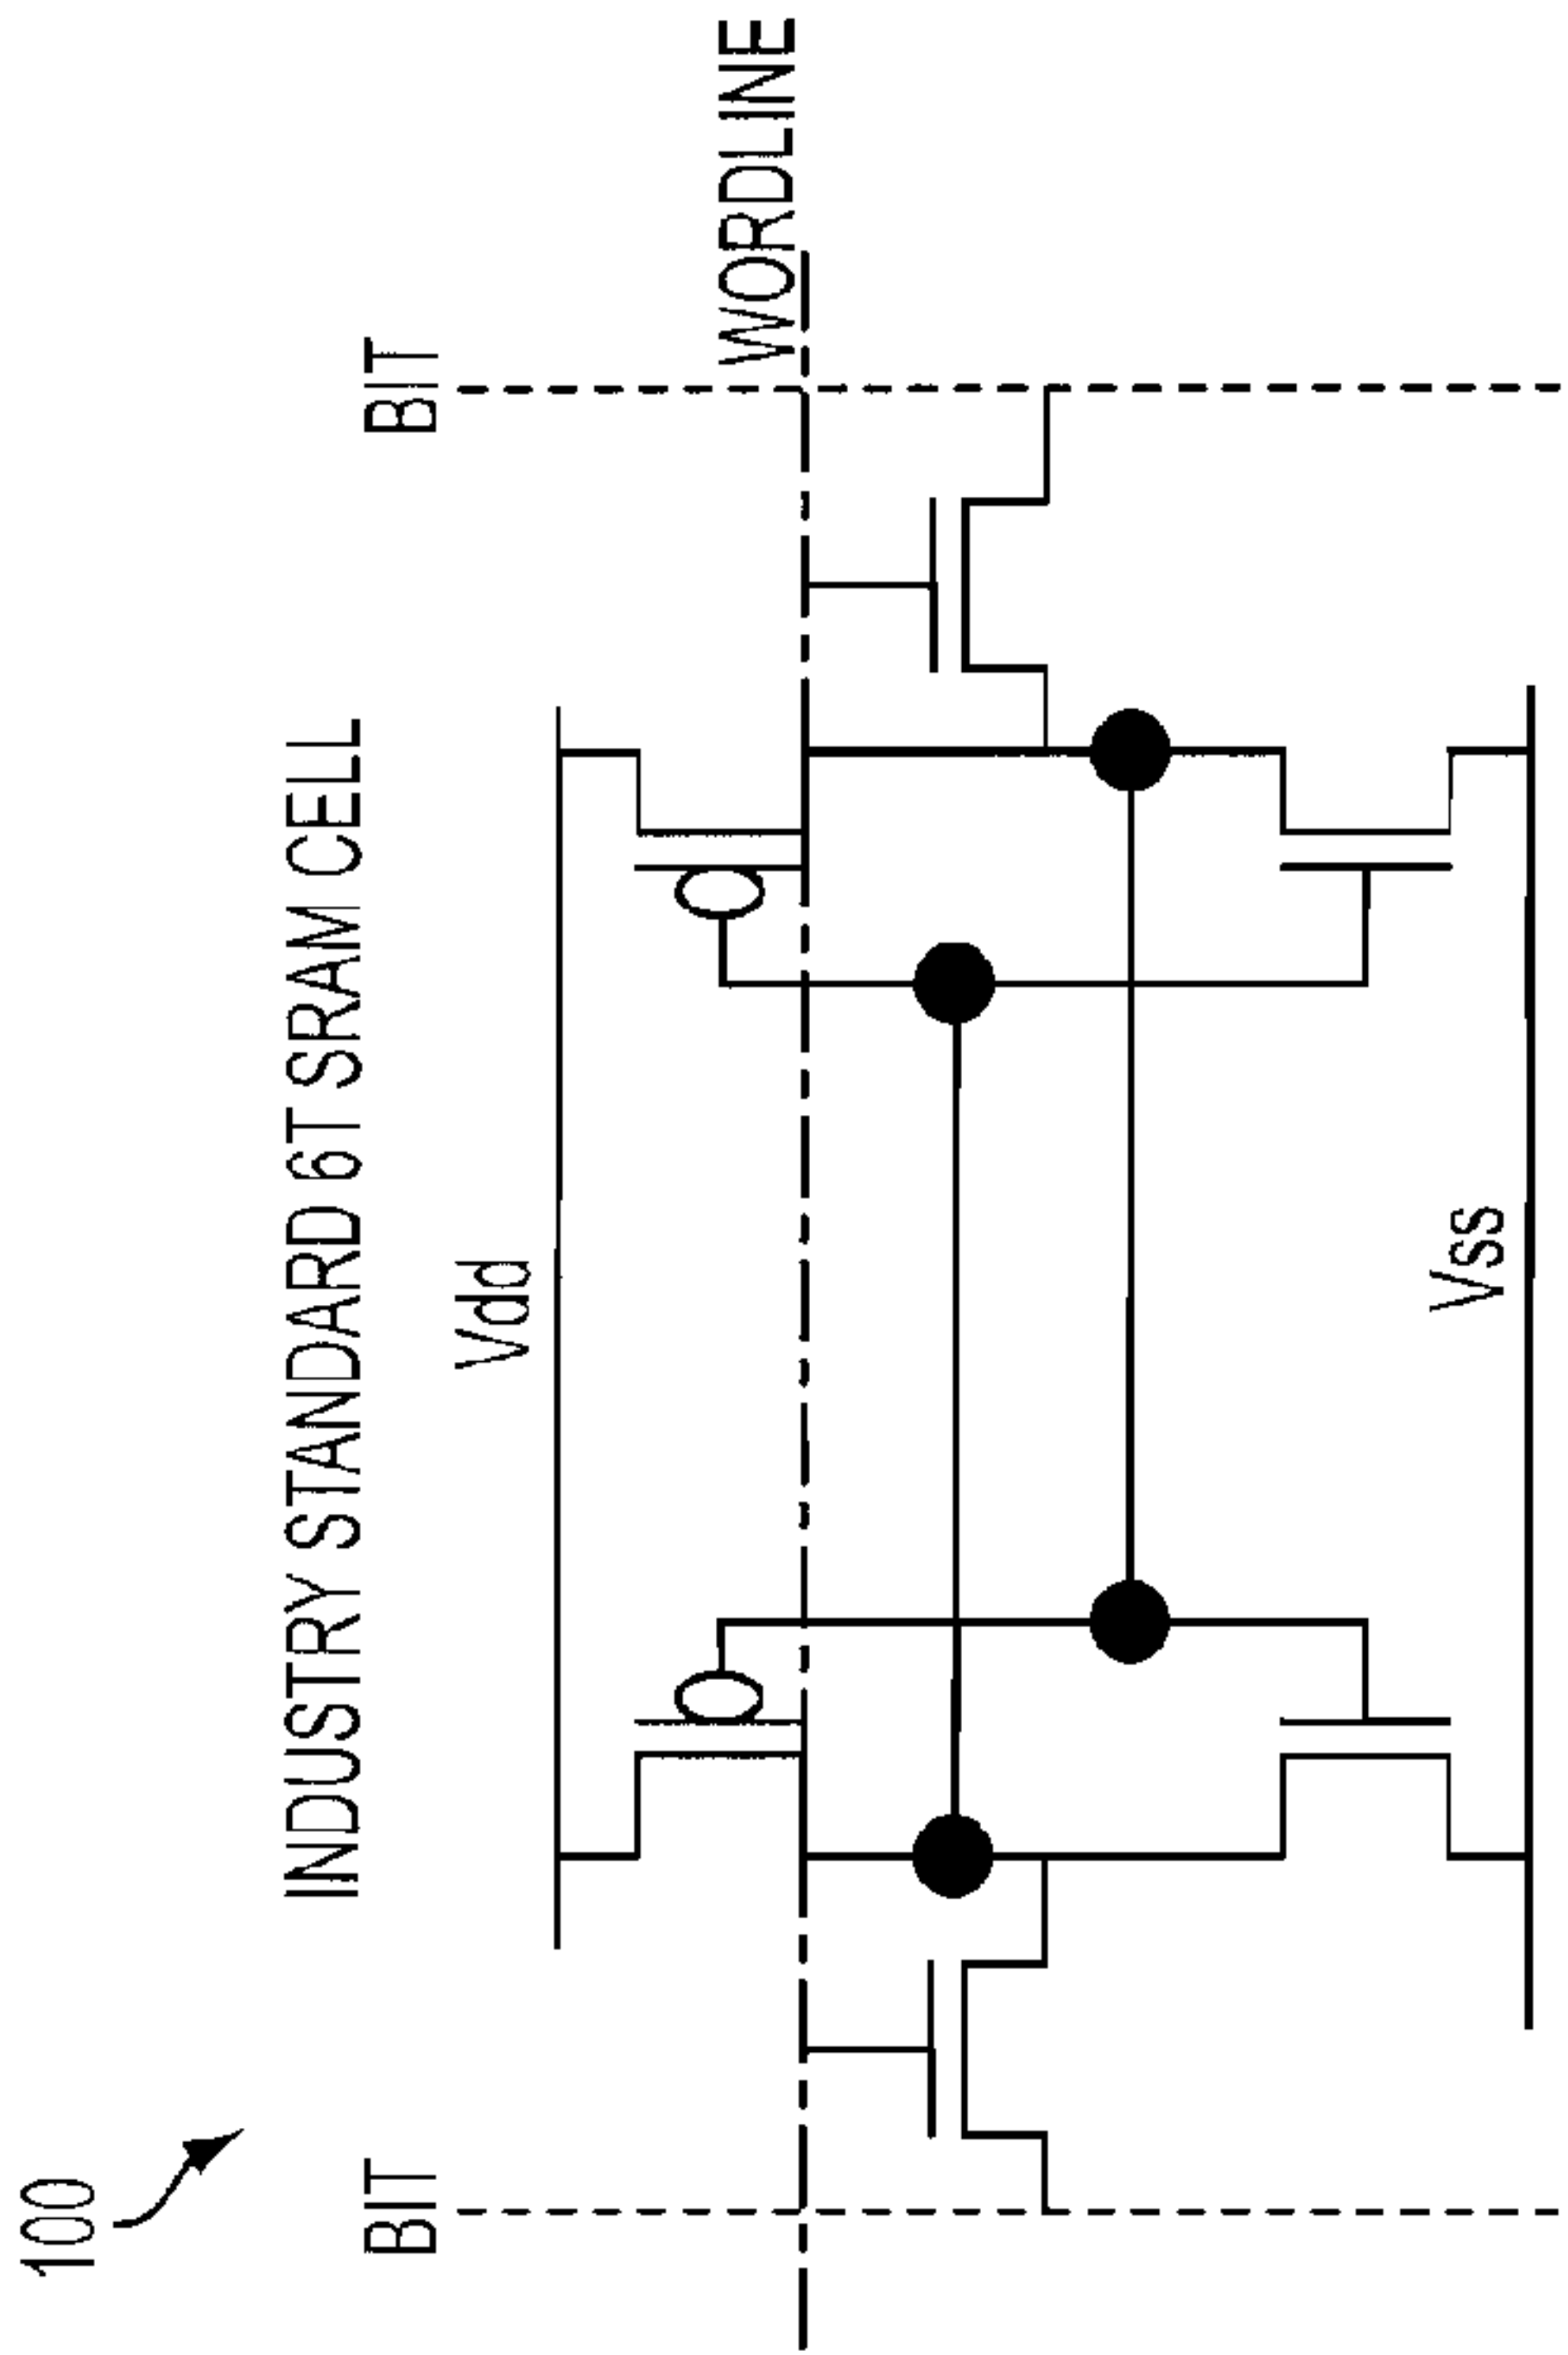 100
INDUSTRY STANDARD 6T SRAM CELL
BIT
BIT
Vdd
WORDLINE
Vss